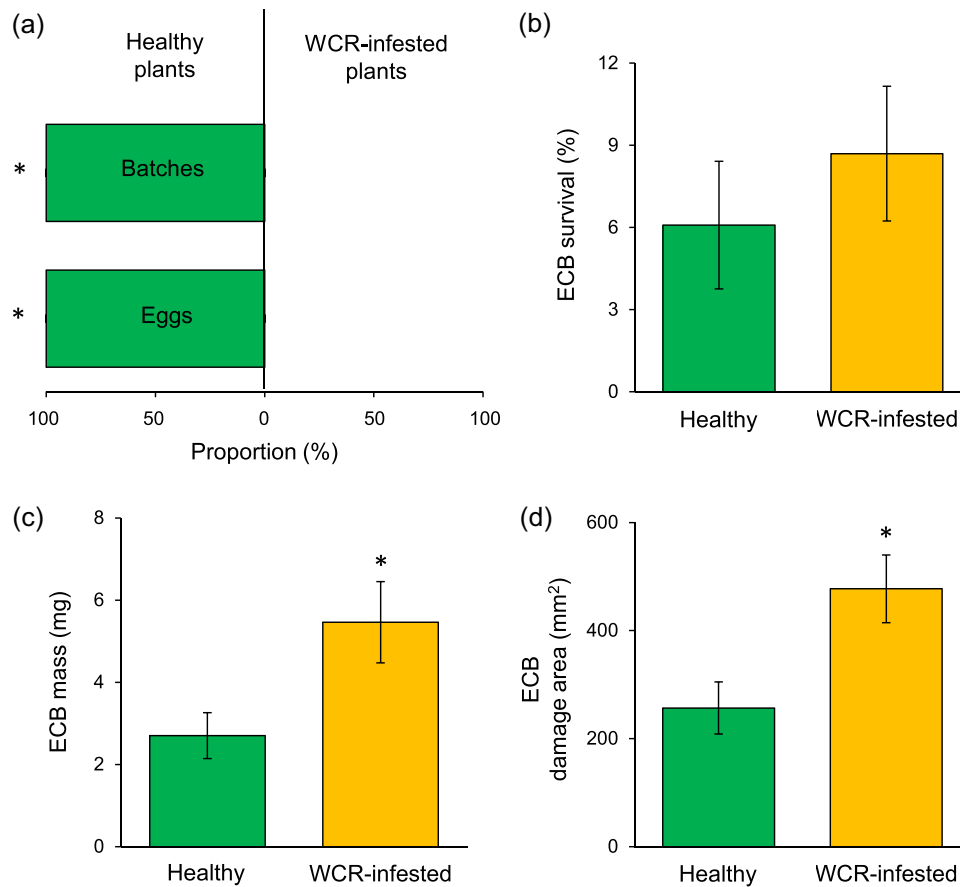 (a)
Healthy
plants
WCR-infested
plants
*
Batches
*
Eggs
100
50
0
50
100
Proportion (%)
(b)
ECB survival (%)
12
9
6
3
0
Healthy
WCR-infested
(c)
ECB mass (mg)
8
6
4
2
0
*
Healthy
WCR-infested
(d)
ECB
damage area (mm²)
600
400
200
0
*
Healthy
WCR-infested